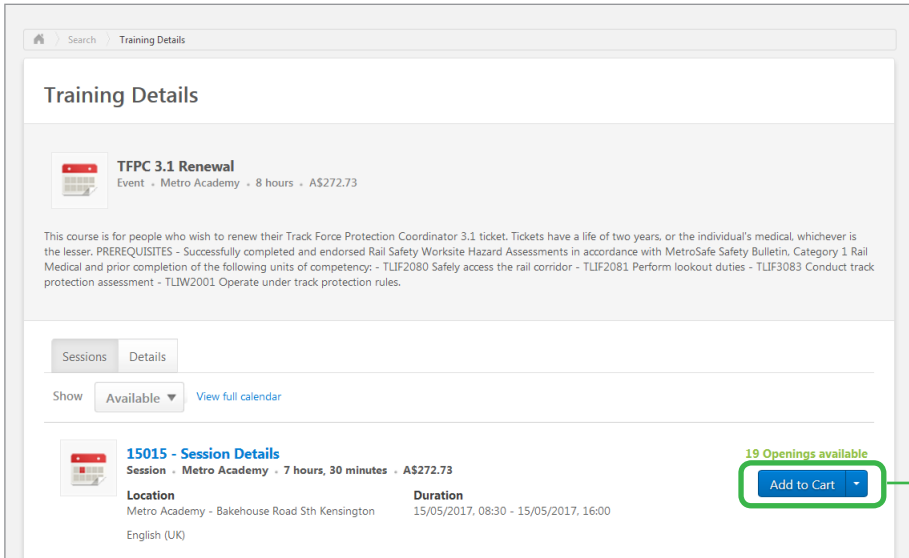 Search Training Details
Training Details
TFPC 3.1 Renewal
Event • Metro Academy • 8 hours • A$272.73
This course is for people who wish to renew their Track Force Protection Coordinator 3.1 ticket. Tickets have a life of two years, or the individual's medical, whichever is
the lesser. PREREQUISITES - Successfully completed and endorsed Rail Safety Worksite Hazard Assessments in accordance with MetroSafe Safety Bulletin, Category 1 Rail
Medical and prior completion of the following units of competency: - TLIF2080 Safely access the rail corridor - TLIF2081 Perform lookout duties - TLIF3083 Conduct track
protection assessment - TLIW2001 Operate under track protection rules.
Sessions Details
Show Available ▼ View full calendar
15015 - Session Details 19 Openings available
Session • Metro Academy • 7 hours, 30 minutes • A$272.73
Add to Cart
Location Duration
Metro Academy - Bakehouse Road Sth Kensington 15/05/2017, 08:30 - 15/05/2017, 16:00
English (UK)